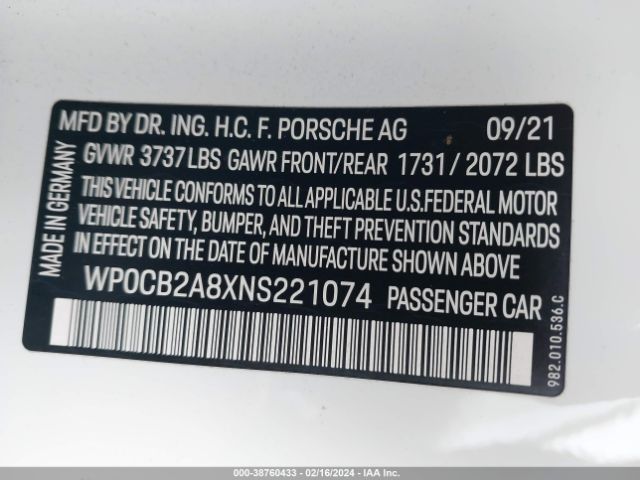 MFD BY DR. ING. H.C. F. PORSCHE AG 09/21
GVWR 3737 LBS GAWR FRONT/REAR 1731 / 2072 LBS
THIS VEHICLE CONFORMS TO ALL APPLICABLE U.S.FEDERAL MOTOR
VEHICLE SAFETY, BUMPER, AND THEFT PREVENTION STANDARDS
IN EFFECT ON THE DATE OF MANUFACTURE SHOWN ABOVE.
WP0CB2A8XNS221074 PASSENGER CAR
MADE IN GERMANY
982.010.536.C
000-38760433 - 02/16/2024 - IAA Inc.